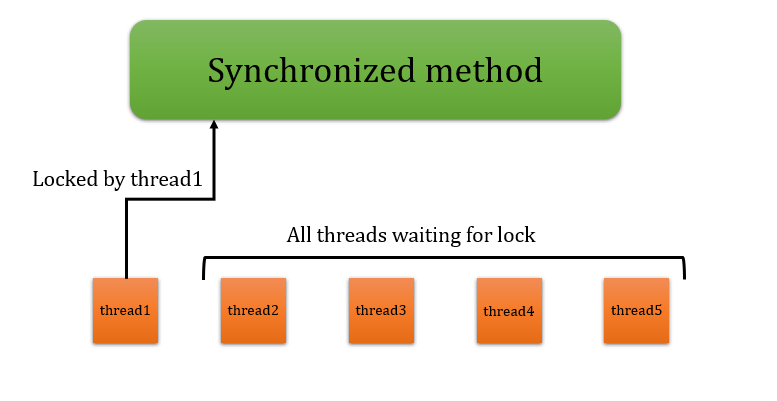 Synchronized method
Locked by thread1
All threads waiting for lock
thread1
thread2
thread3
thread4
thread5